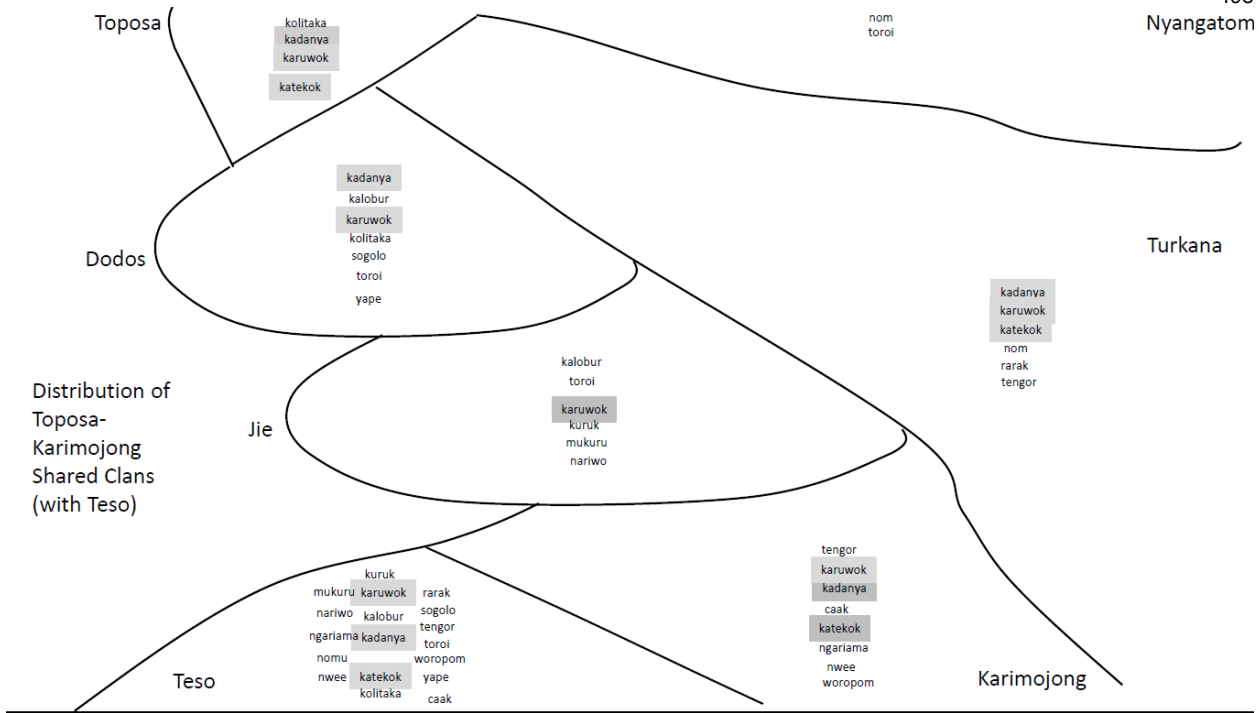 Toposa
kolitaka
kadanya
karuwok
katekok
nom
toroi
Nyangatom
Dodos
kadanya
kalobur
karuwok
kolitaka
sogolo
toroi
yape
Turkana
kadanya
karuwok
katekok
nom
rarak
tengor
Distribution of
Toposa-
Karimojong
Shared Clans
(with Teso)
Jie
kalobur
toroi
karuwok
kuruk
mukuru
nariwo
Teso
kuruk
mukuru karuwok rarak
nariwo kalobur sogolo
tengor
ngariama kadanya toroi
nomu woropom
nwee katekok yape
kolitaka caak
tengor
karuwok
kadanya
caak
katekok
ngariama
nwee
woropom
Karimojong